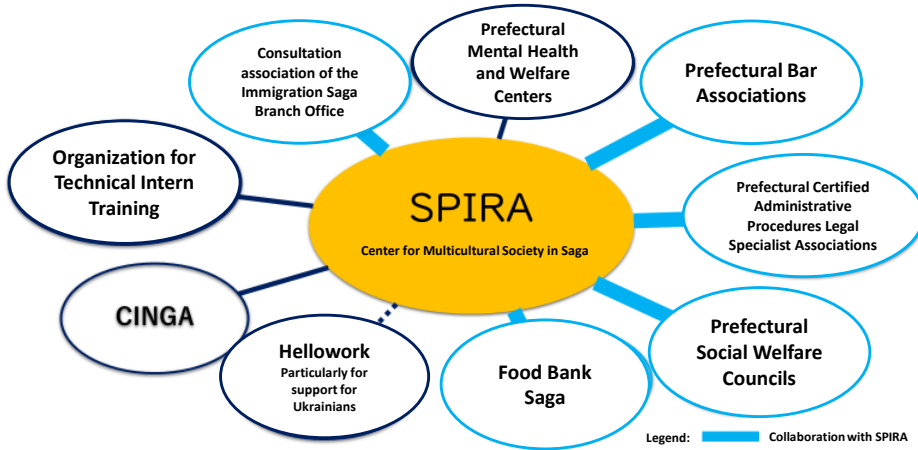 Consultation
association of the
Immigration Saga
Branch Office
Prefectural
Mental Health
and Welfare
Centers
Prefectural Bar
Associations
Organization for
Technical Intern
Training
SPIRA
Center for Multicultural Society in Saga
Prefectural Certified
Administrative
Procedures Legal
Specialist Associations
CINGA
Hellowork
Particularly for
support for
Ukrainians
Food Bank
Saga
Prefectural
Social Welfare
Councils
Legend:
Collaboration with SPIRA